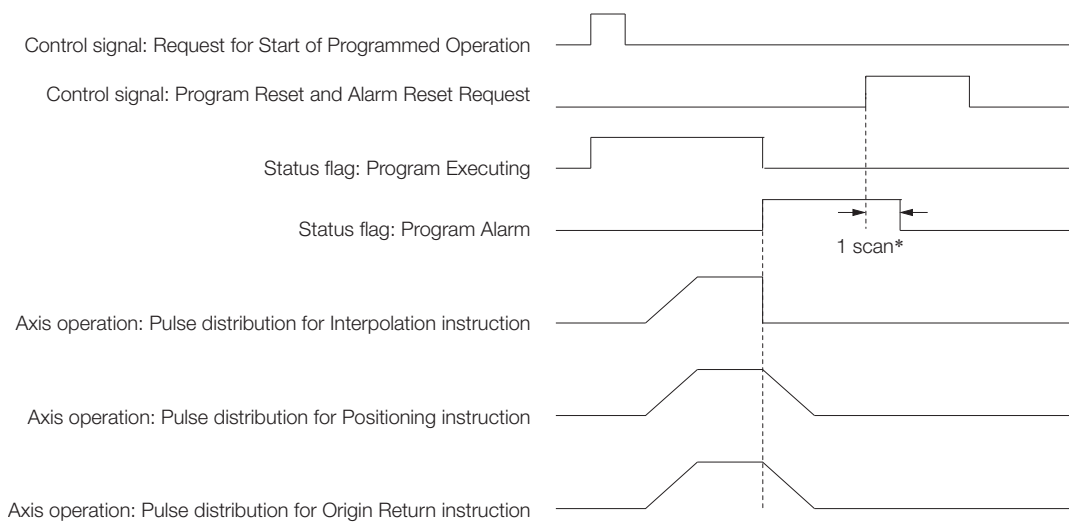 Control signal: Request for Start of Programmed Operation
Control signal: Program Reset and Alarm Reset Request
Status flag: Program Executing
Status flag: Program Alarm
1 scan*
Axis operation: Pulse distribution for Interpolation instruction
Axis operation: Pulse distribution for Positioning instruction
Axis operation: Pulse distribution for Origin Return instruction